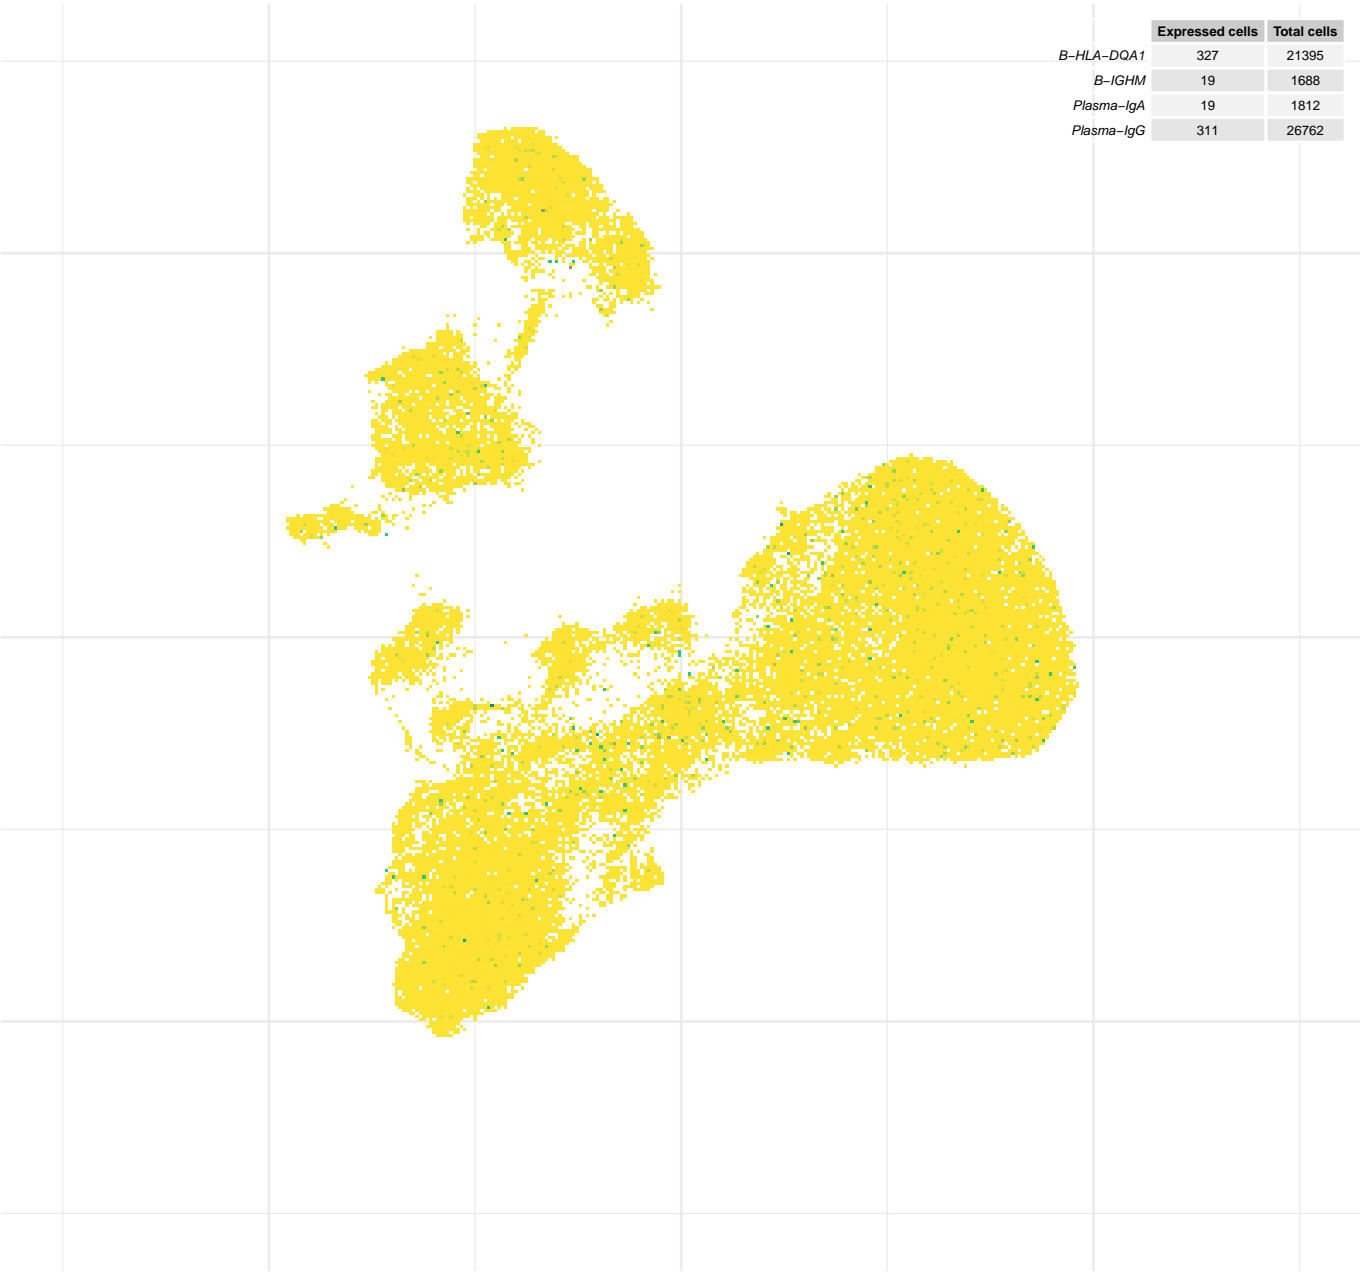 Expressed cells Total cells
B−HLA−DQA1 327 21395
B−IGHM 19 1688
Plasma−IgA 19 1812
Plasma−IgG 311 26762